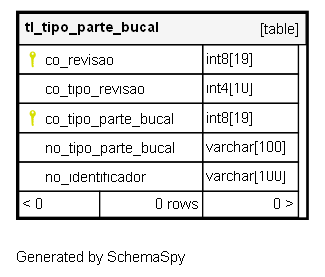 tl_tipo_parte_bucal [table]
co_revisao int8[19]
co_tipo_revisao int4[10]
co_tipo_parte_bucal int8[19]
no_tipo_parte_bucal varchar[100]
no_identificador varchar[100]
< 0 0 rows 0 >
Generated by SchemaSpy